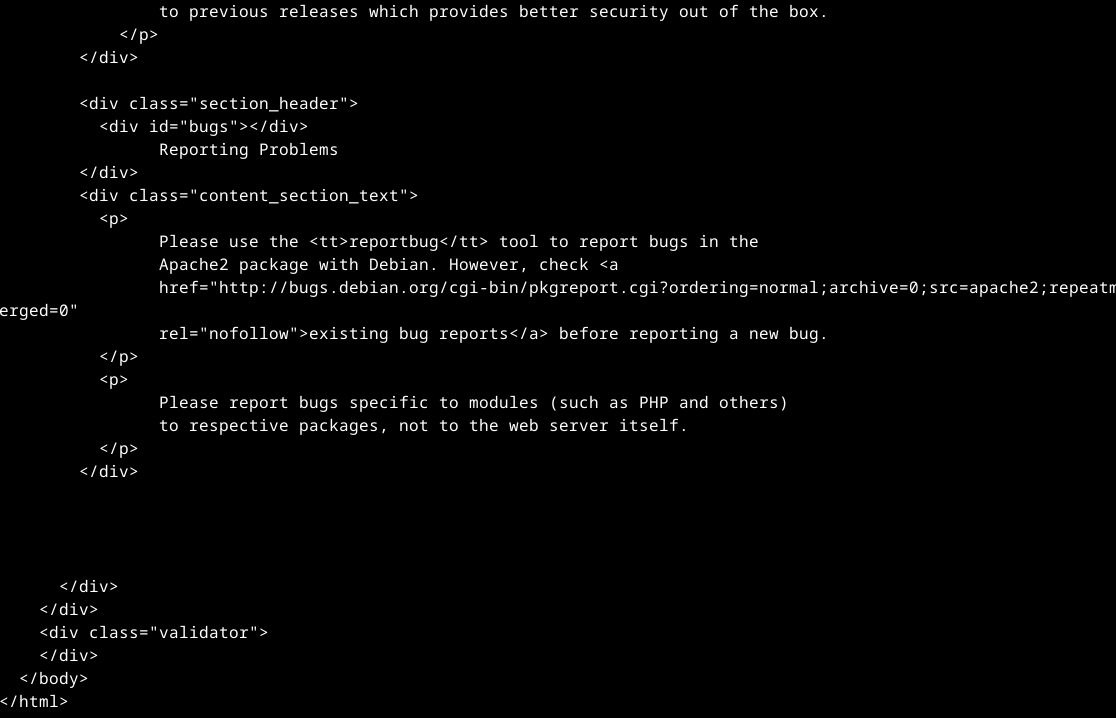 to previous releases which provides better security out of the box.
</p>
</div>
<div class="section_header">
<div id="bugs"></div>
Reporting Problems
</div>
<div class="content_section_text">
<p>
Please use the <tt>reportbug</tt> tool to report bugs in the
Apache2 package with Debian. However, check <a
href="http://bugs.debian.org/cgi-bin/pkgreport.cgi?ordering=normal;archive=0;src=apache2;repeatm
erged=0"
rel="nofollow">existing bug reports</a> before reporting a new bug.
</p>
<p>
Please report bugs specific to modules (such as PHP and others)
to respective packages, not to the web server itself.
</p>
</div>
</div>
</div>
<div class="validator">
</div>
</body>
</html>